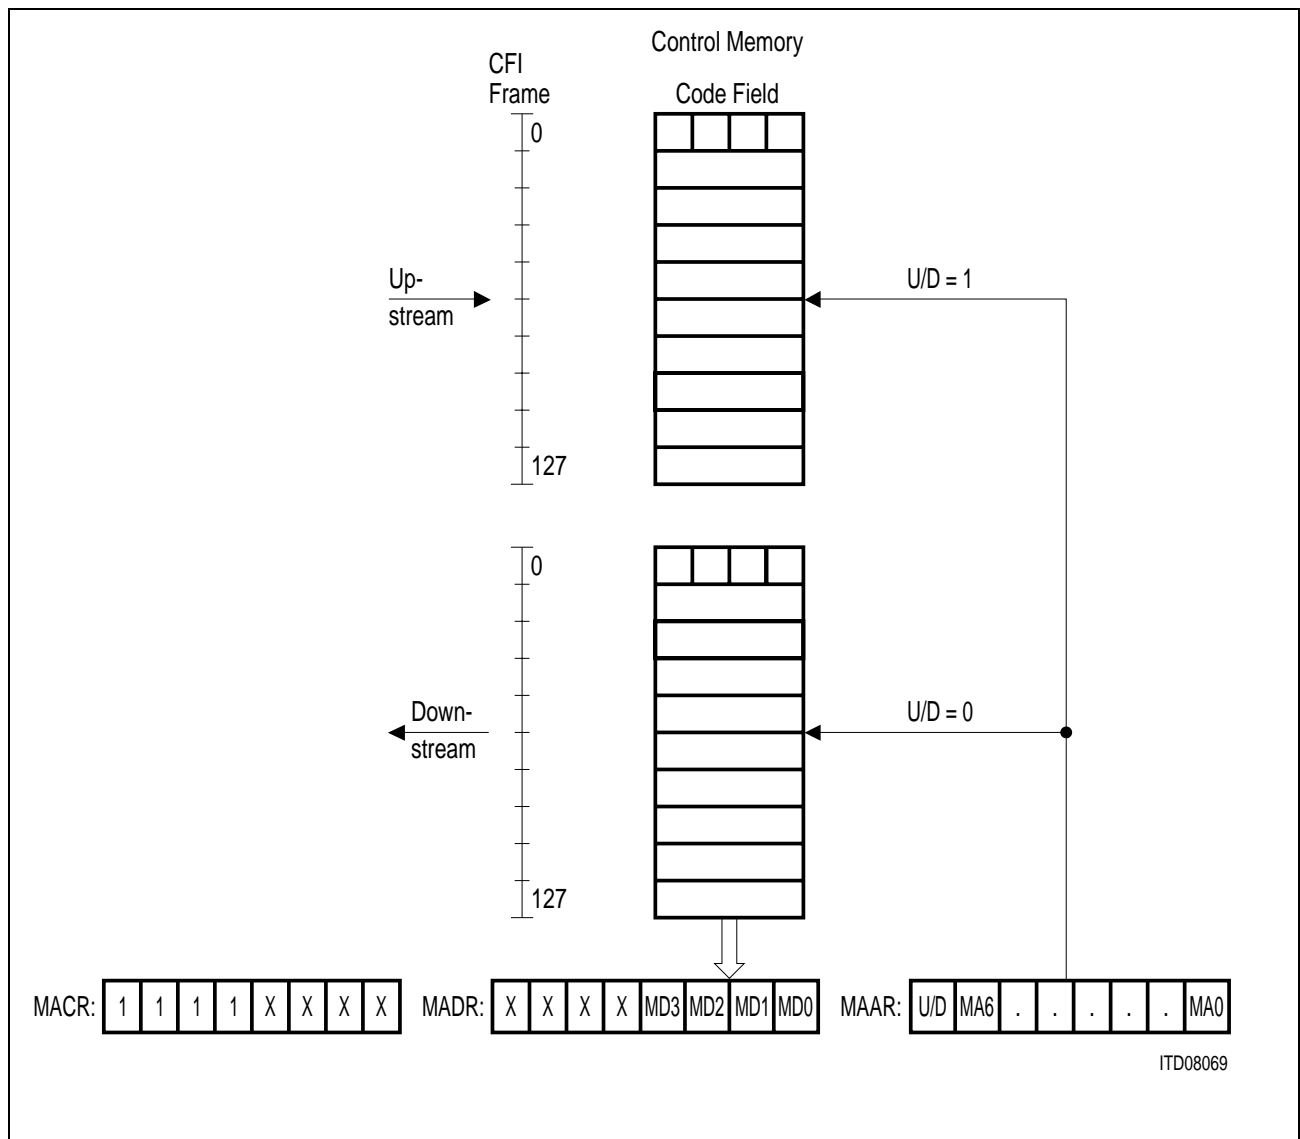 Control Memory
CFI
Frame
Code Field
0
Up-
stream
U/D = 1
127
0
Down-
stream
U/D = 0
127
MACR: 1 1 1 1 X X X X
MADR: X X X X MD3 MD2 MD1 MD0
MAAR: U/D MA6 . . . . . MA0
ITD08069